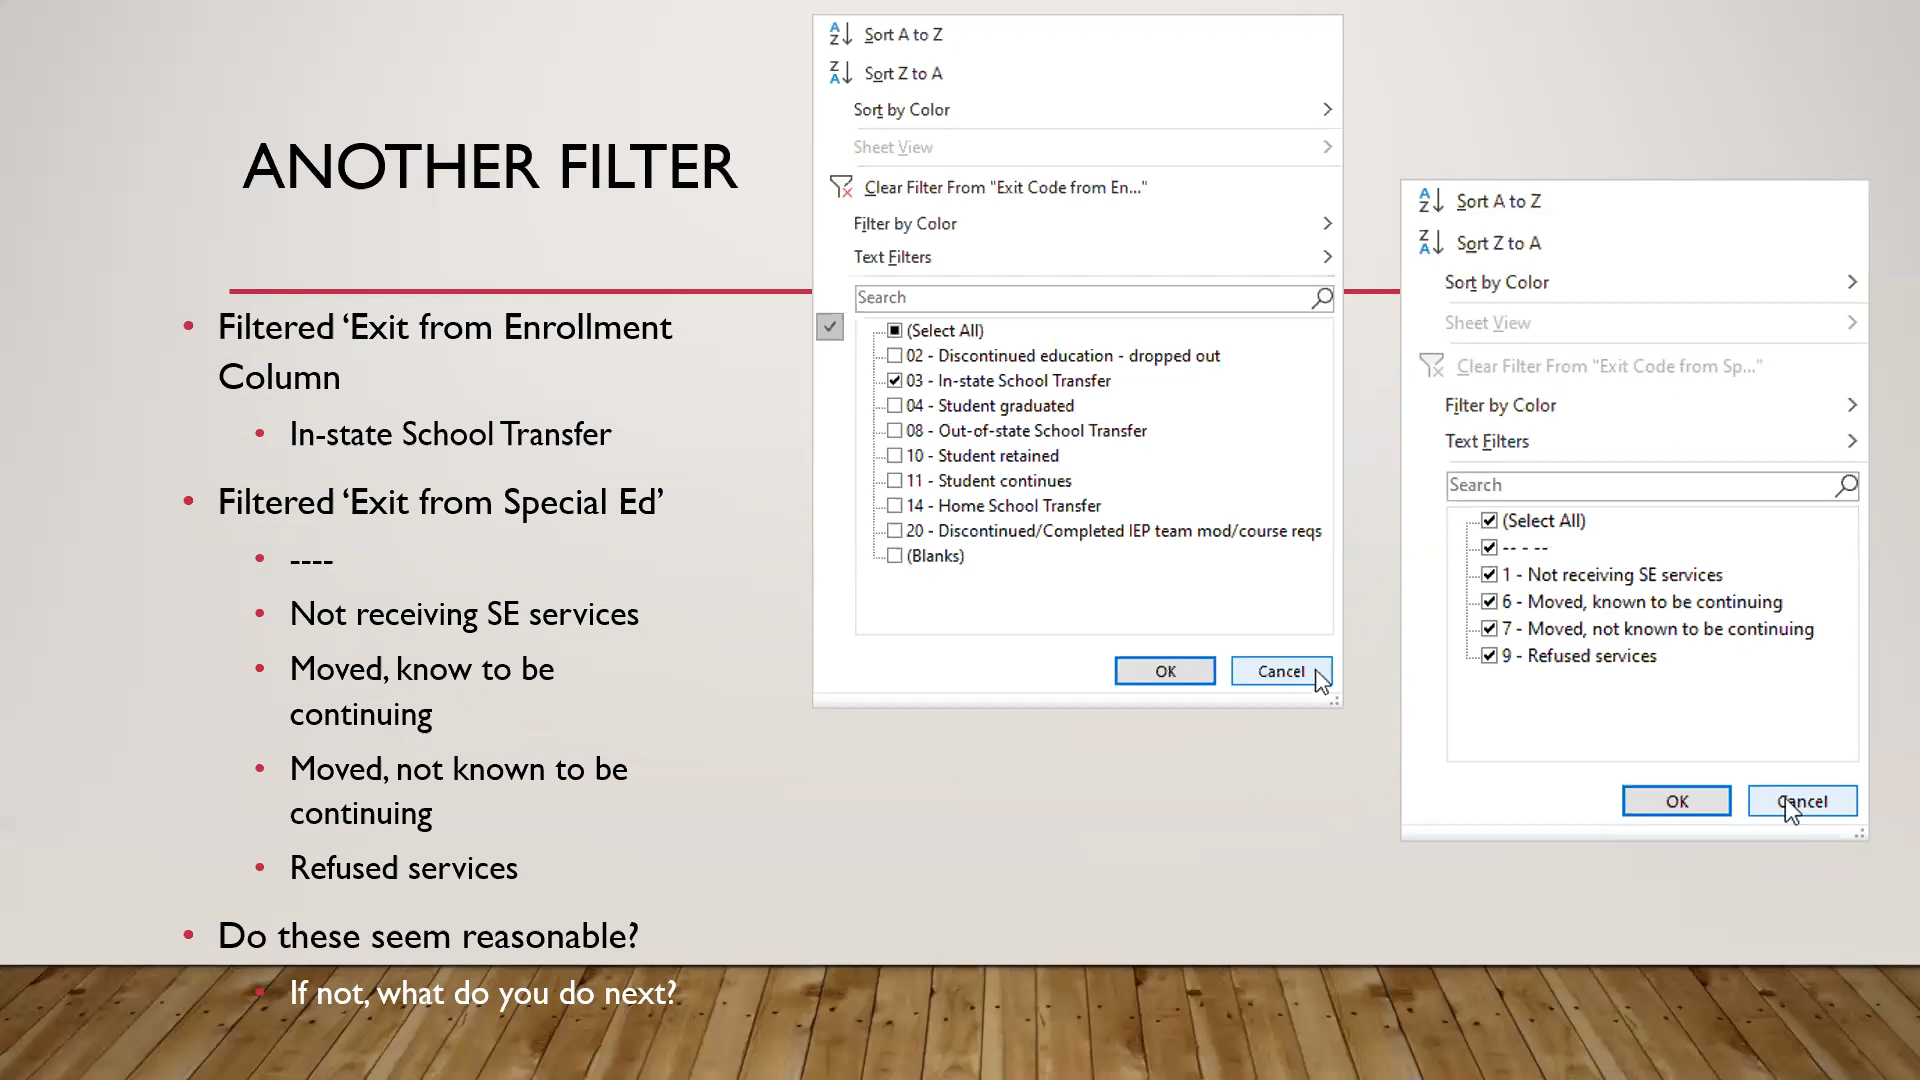 ANOTHER FILTER
• Filtered ‘Exit from Enrollment
Column
• In-state School Transfer
• Filtered ‘Exit from Special Ed’
• ----
• Not receiving SE services
• Moved, know to be
continuing
• Moved, not known to be
continuing
• Refused services
• Do these seem reasonable?
• If not, what do you do next?
Sort A to Z
Sort Z to A
Sort by Color
Sheet View
Clear Filter From "Exit Code from En..."
Filter by Color
Text Filters
Search
(Select All)
02 - Discontinued education - dropped out
03 - In-state School Transfer
04 - Student graduated
08 - Out-of-state School Transfer
10 - Student retained
11 - Student continues
14 - Home School Transfer
20 - Discontinued/Completed IEP team mod/course reqs
(Blanks)
OK Cancel
Sort A to Z
Sort Z to A
Sort by Color
Sheet View
Clear Filter From "Exit Code from Sp..."
Filter by Color
Text Filters
Search
(Select All)
-- - --
1 - Not receiving SE services
6 - Moved, known to be continuing
7 - Moved, not known to be continuing
9 - Refused services
OK Cancel